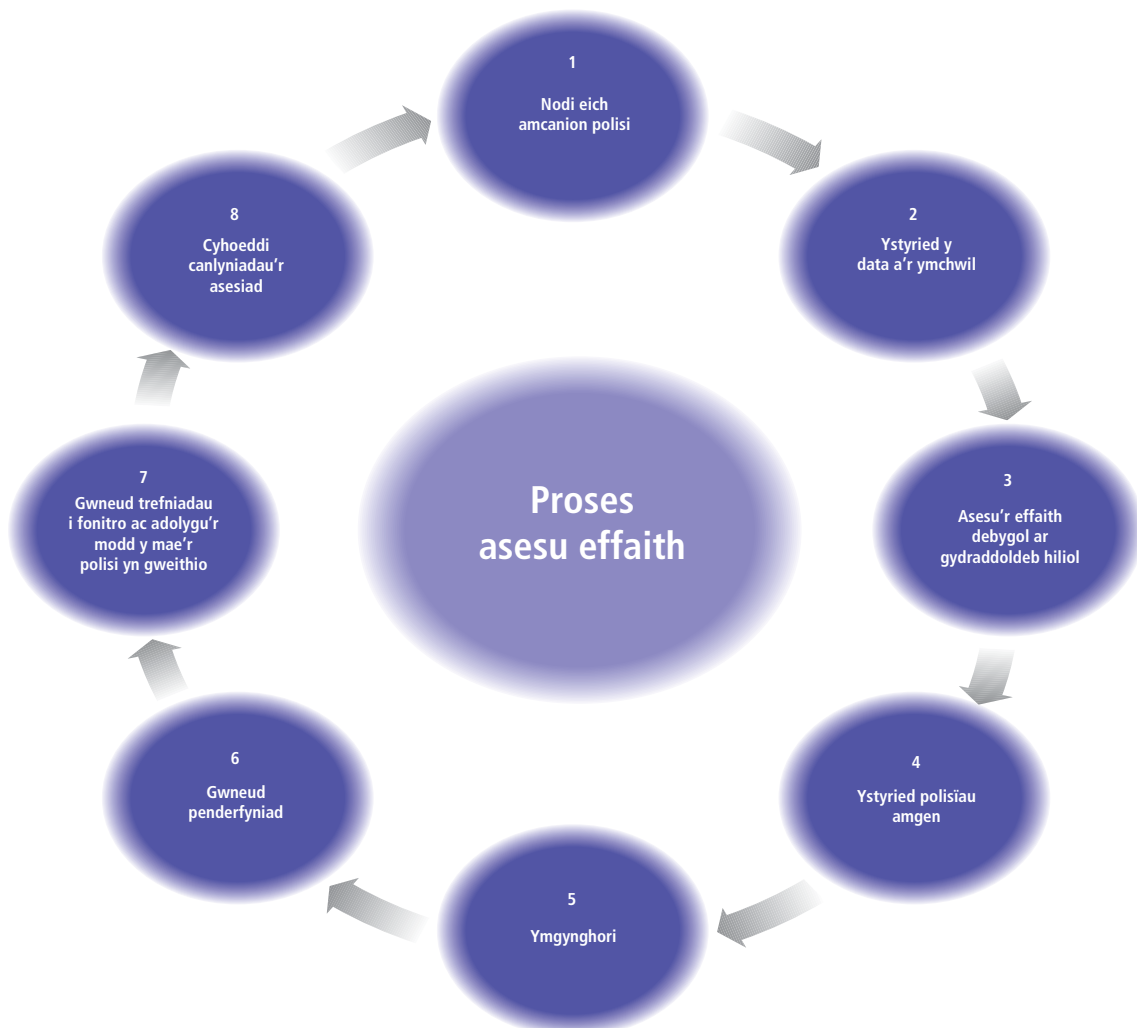 1
Nodi eich
amcanion polisi
2
Ystyried y
data a'r ymchwil
3
Asesu'r effaith
debygol ar
gydraddoldeb hiliol
4
Ystyried polisïau
amgen
5
Ymgynghori
6
Gwneud
penderfyniad
7
Gwneud trefniadau
i fonitro ac adolygu'r
modd y mae'r
polisi yn gweithio
8
Cyhoeddi
canlyniadau'r
asesiad
Proses
asesu effaith